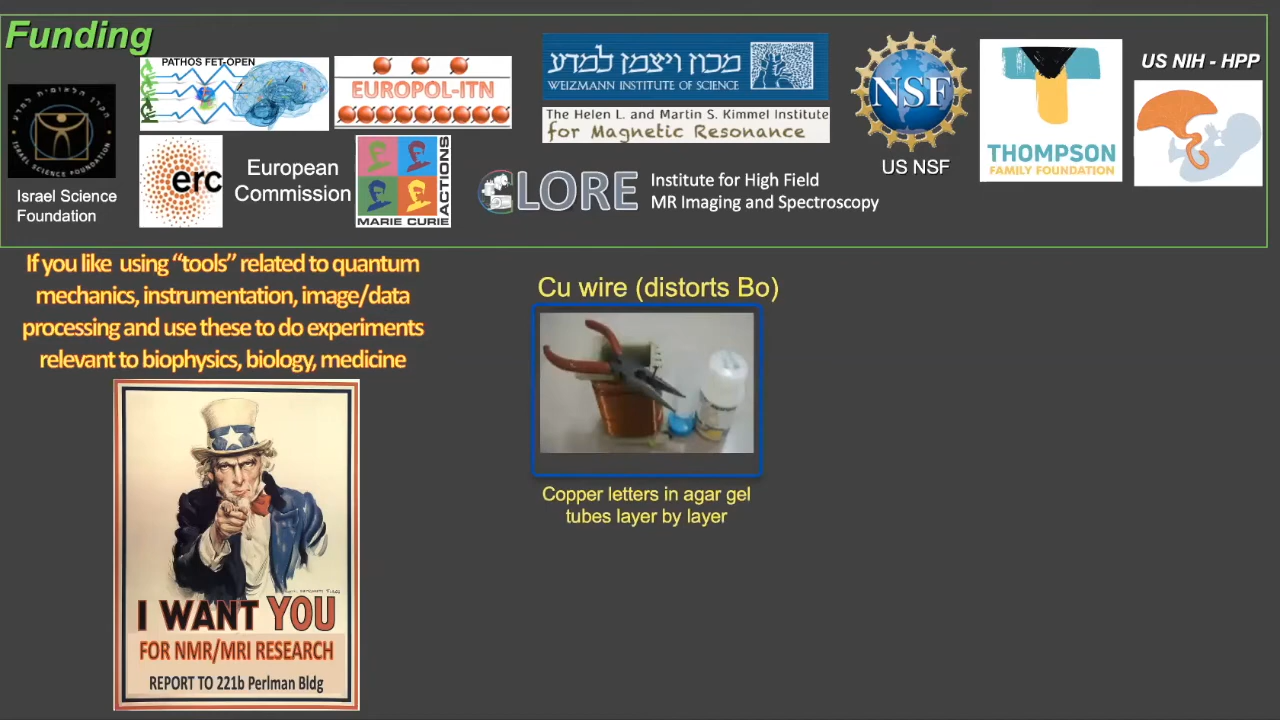 Funding
PATHOS FET-OPEN
EUROPOL-ITN
מכון ויצמן למדע
WEIZMANN INSTITUTE OF SCIENCE
The Helen L. and Martin S. Kimmel Institute
for Magnetic Resonance
NSF
US NSF
THOMPSON
FAMILY FOUNDATION
US NIH - HPP
ISRAEL SCIENCE FOUNDATION
Israel Science
Foundation
erc
European
Commission
MARIE CURIE
ACTIONS
CLORE
Institute for High Field
MR Imaging and Spectroscopy
If you like using “tools” related to quantum
mechanics, instrumentation, image/data
processing and use these to do experiments
relevant to biophysics, biology, medicine
I WANT YOU
FOR NMR/MRI RESEARCH
REPORT TO 221b Perlman Bldg
Cu wire (distorts Bo)
Copper letters in agar gel
tubes layer by layer